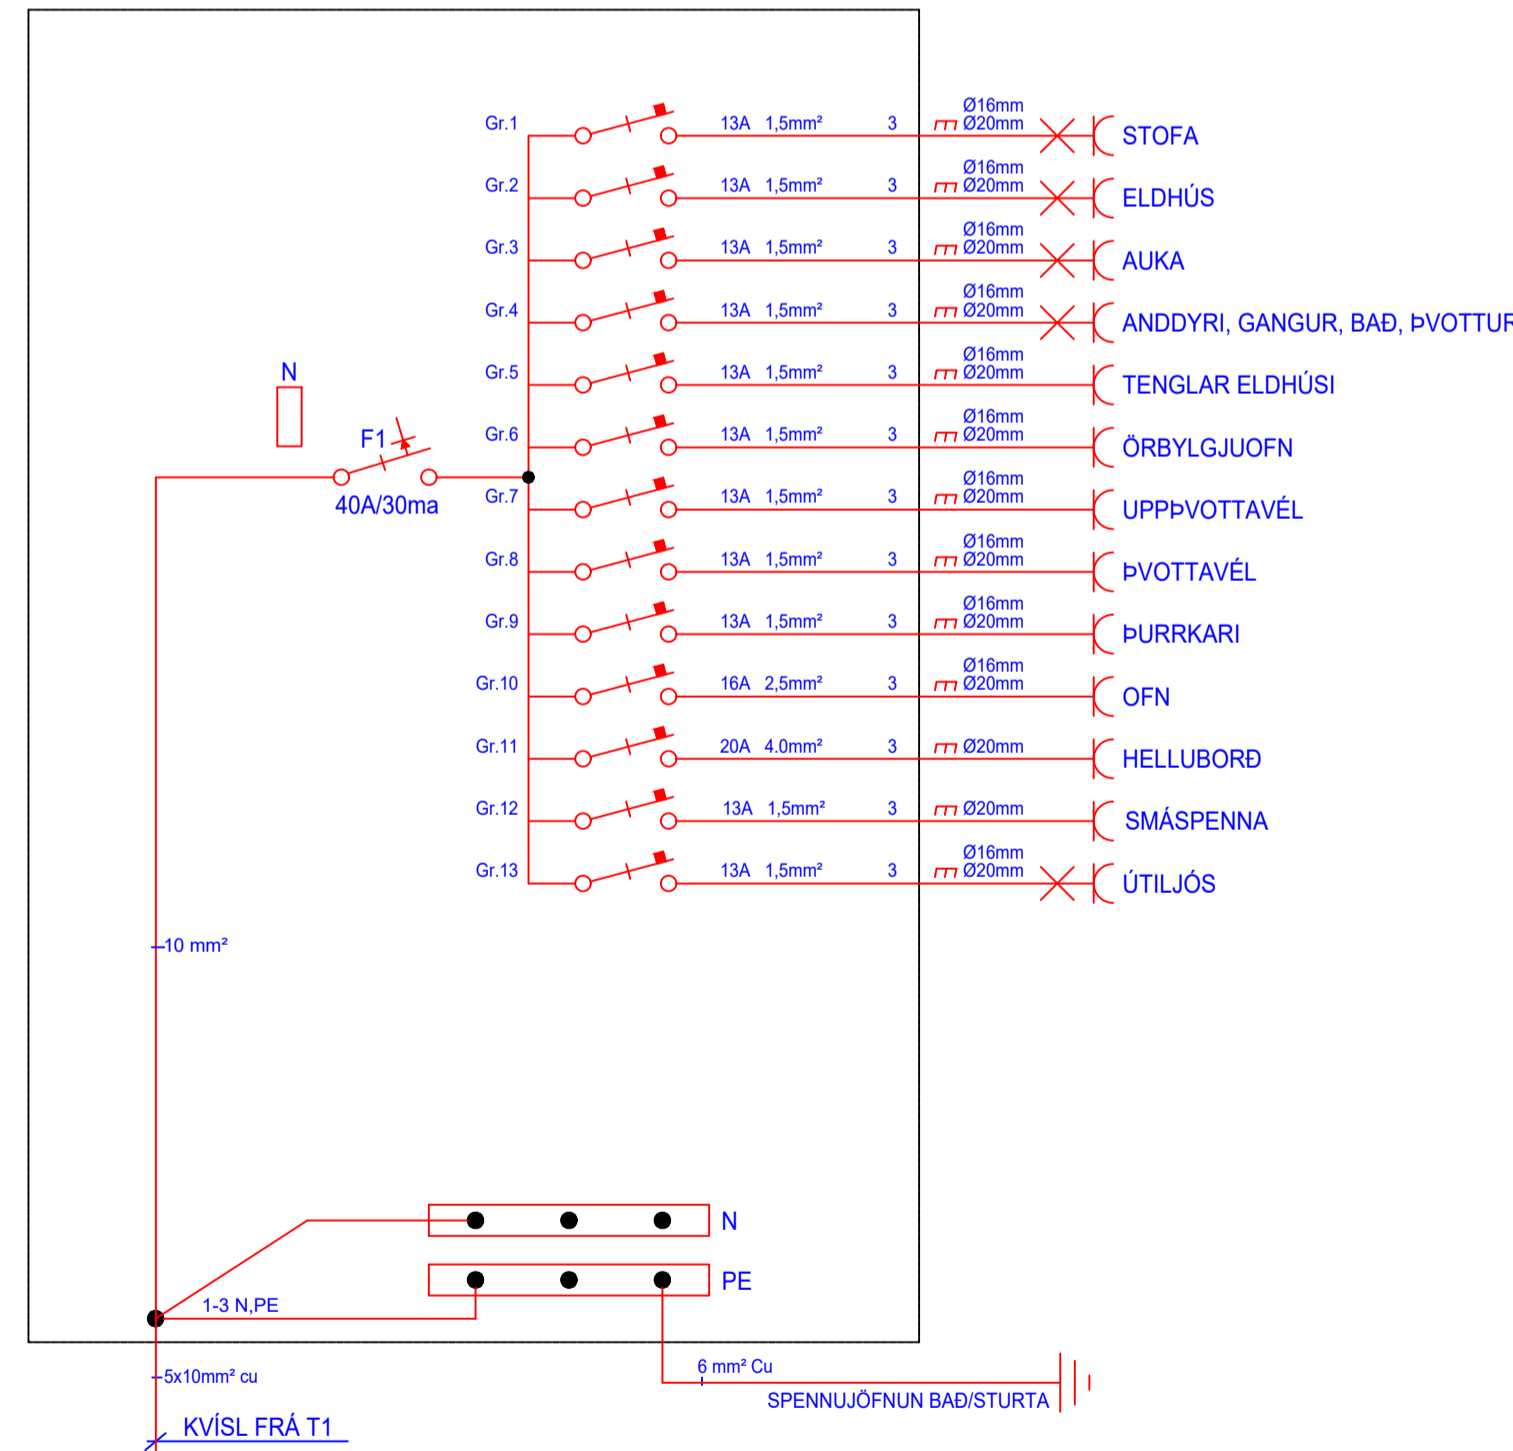 Ø16mm
Gr.1 13A 1,5mm² 3 Ø20mm STOFA
Ø16mm
Gr.2 13A 1,5mm² 3 Ø20mm ELDHÚS
Ø16mm
Gr.3 13A 1,5mm² 3 Ø20mm AUKA
Ø16mm
Gr.4 13A 1,5mm² 3 Ø20mm ANDDYRI, GANGUR, BAÐ, ÞVOTTUR
Ø16mm
Gr.5 13A 1,5mm² 3 Ø20mm TENGLAR ELDHÚSI
Ø16mm
Gr.6 13A 1,5mm² 3 Ø20mm ÖRBYLGJUOFN
Ø16mm
Gr.7 13A 1,5mm² 3 Ø20mm UPPÞVOTTAVÉL
Ø16mm
Gr.8 13A 1,5mm² 3 Ø20mm ÞVOTTAVÉL
Ø16mm
Gr.9 13A 1,5mm² 3 Ø20mm ÞURRKARI
Ø16mm
Gr.10 16A 2,5mm² 3 Ø20mm OFN
Gr.11 20A 4.0mm² 3 Ø20mm HELLUBORÐ
Gr.12 13A 1,5mm² 3 Ø20mm SMÁSPENNA
Ø16mm
Gr.13 13A 1,5mm² 3 Ø20mm ÚTILJÓS
N
F1
40A/30ma
10 mm²
N
PE
1-3 N,PE
5x10mm² cu
6 mm² Cu
SPENNUJÖFNUN BAÐ/STURTA
KVÍSL FRÁ T1